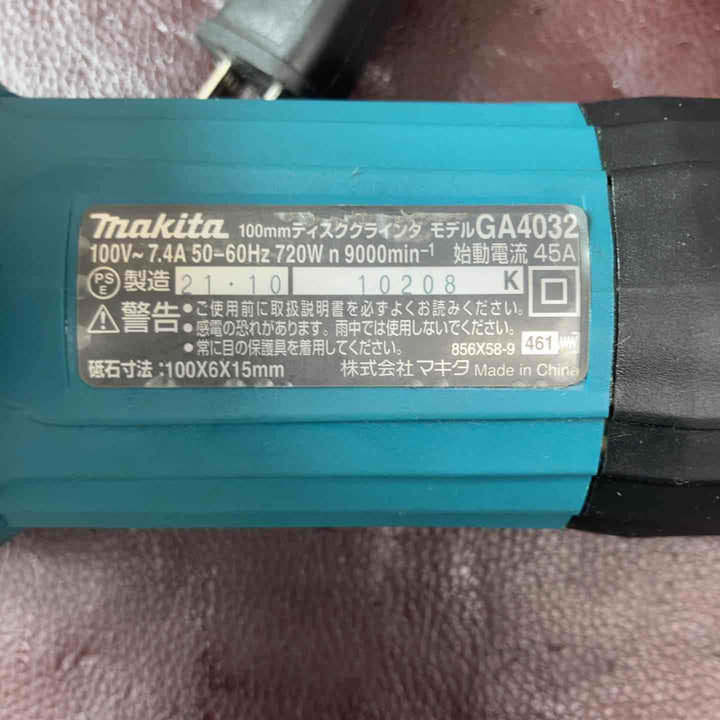 makita 100mmディスクグラインダ モデルGA4032
100V~7.4A 50-60Hz 720W n 9000min-1 始動電流 45A
PSE 製造 21・10 10208 K
警告 ●ご使用前に取扱説明書を必ずよくお読みください。
●感電の恐れがあります。雨中では使用しないでください。
●常に目の保護具を着用してください。 856X58-9 461
砥石寸法:100X6X15mm 株式会社 マキタ Made in China